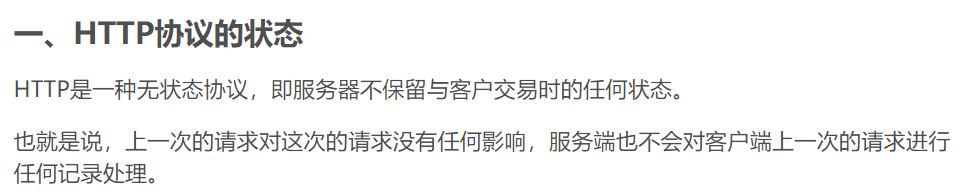 一、HTTP协议的状态
HTTP是一种无状态协议，即服务器不保留与客户交易时的任何状态。
也就是说，上一次的请求对这次的请求没有任何影响，服务端也不会对客户端上一次的请求进行
任何记录处理。